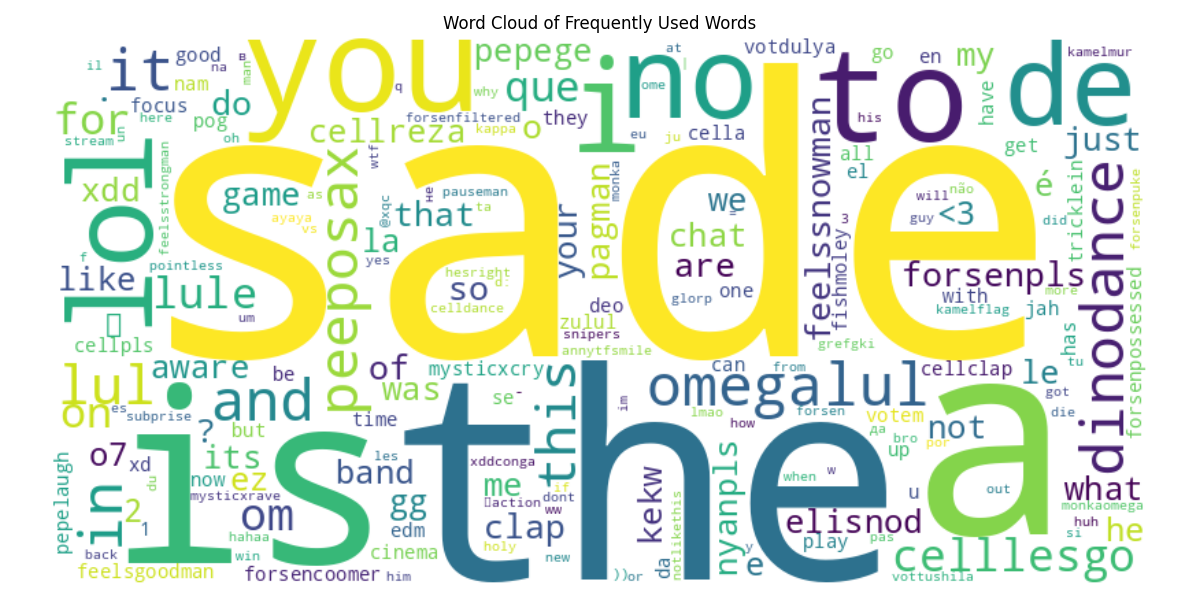 Word Cloud of Frequently Used Words
sade
the
is
a
you
to
no
i
de
lol
it
for
do
que
pepege
cellreza
o
they
forsenfiltered
kappa
why
q
good
na
B
man
nam
il
.
focus
pog
here
un
oh
stream
xdd
feelsstrongman
game
as
ayaya
vs
wtf
peeposax
@xqc
He
pauseman
that
ta
la
yes
f
like
pointless
lule
um
cellpls
hesright
d:
so
celldance
your
pagman
monka
deo
zulul
snipers
annytfsmile
at
ome
votdulya
eu
ju
cella
we
=
chat
are
glorp
one
feelssnowman
fishmoley
3
grefgki
his
all
el
go
en
my
have
get
kamelmur
just
é
will
não
guy
<3
did
tricklein
forsenpuke
forsenpls
with
more
kamelflag
jah
has
tu
dinodance
forsenpossessed
lul
on
es
subprise
aware
be
and
of
was
mysticxcry
se
-
time
?
but
its
o7
xd
du
now
ez
mysticxrave
2
1
in
pepelaugh
back
feelsgoodman
om
hahaa
win
forsencoomer
him
les
band
gg
edm
cinema
xddconga
me
if
action
dont
ww
clap
holy
new
this
im
))
or
kekw
da
notlikethis
nyanpls
y
e
can
from
omegalul
lmao
how
forsen
votem
да
bro
por
up
not
cellclap
le
got
die
when
w
u
elisnod
play
pas
out
celllesgo
vottushila
what
monkaomega
huh
si
he